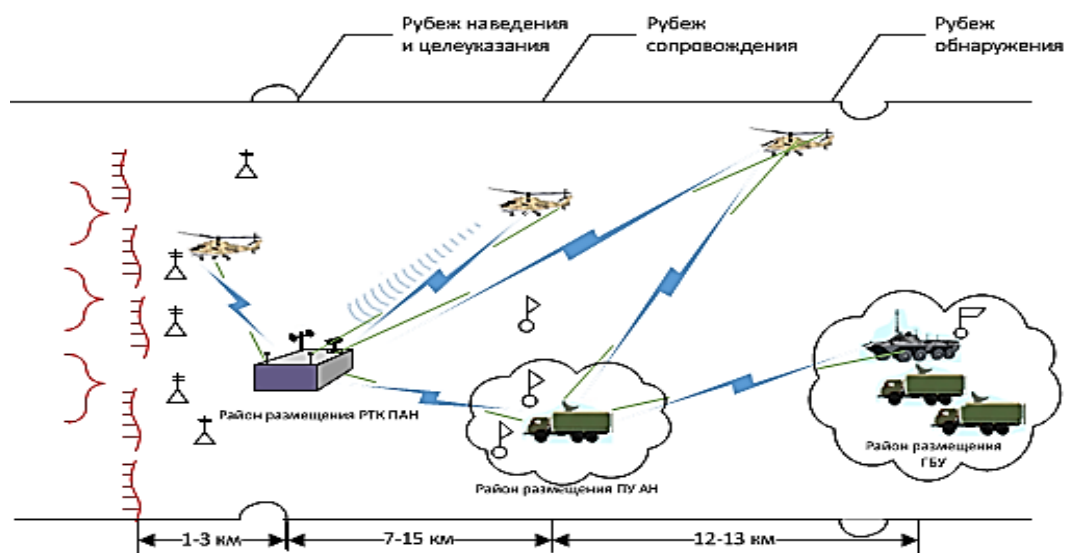 Рубеж наведения
и целеуказания
Рубеж
сопровождения
Рубеж
обнаружения
Район размещения РТК ПАН
Район размещения ПУ АН
Район размещения
ГБУ
1-3 км
7-15 км
12-13 км